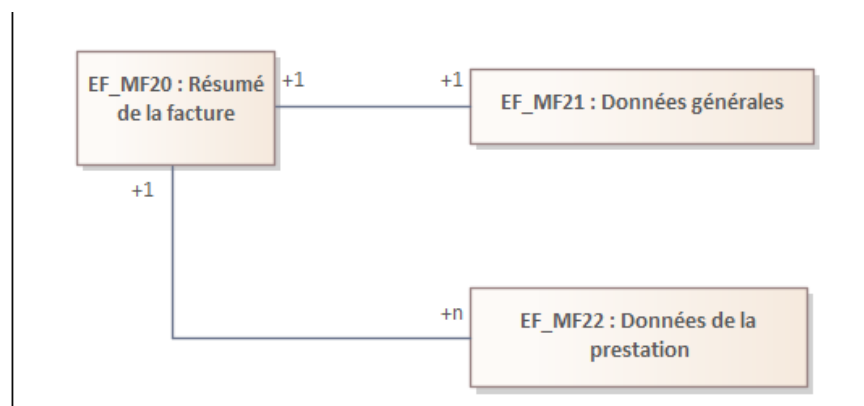 EF_MF20 : Résumé
de la facture
+1
+1
EF_MF21 : Données générales
+1
+n
EF_MF22 : Données de la
prestation